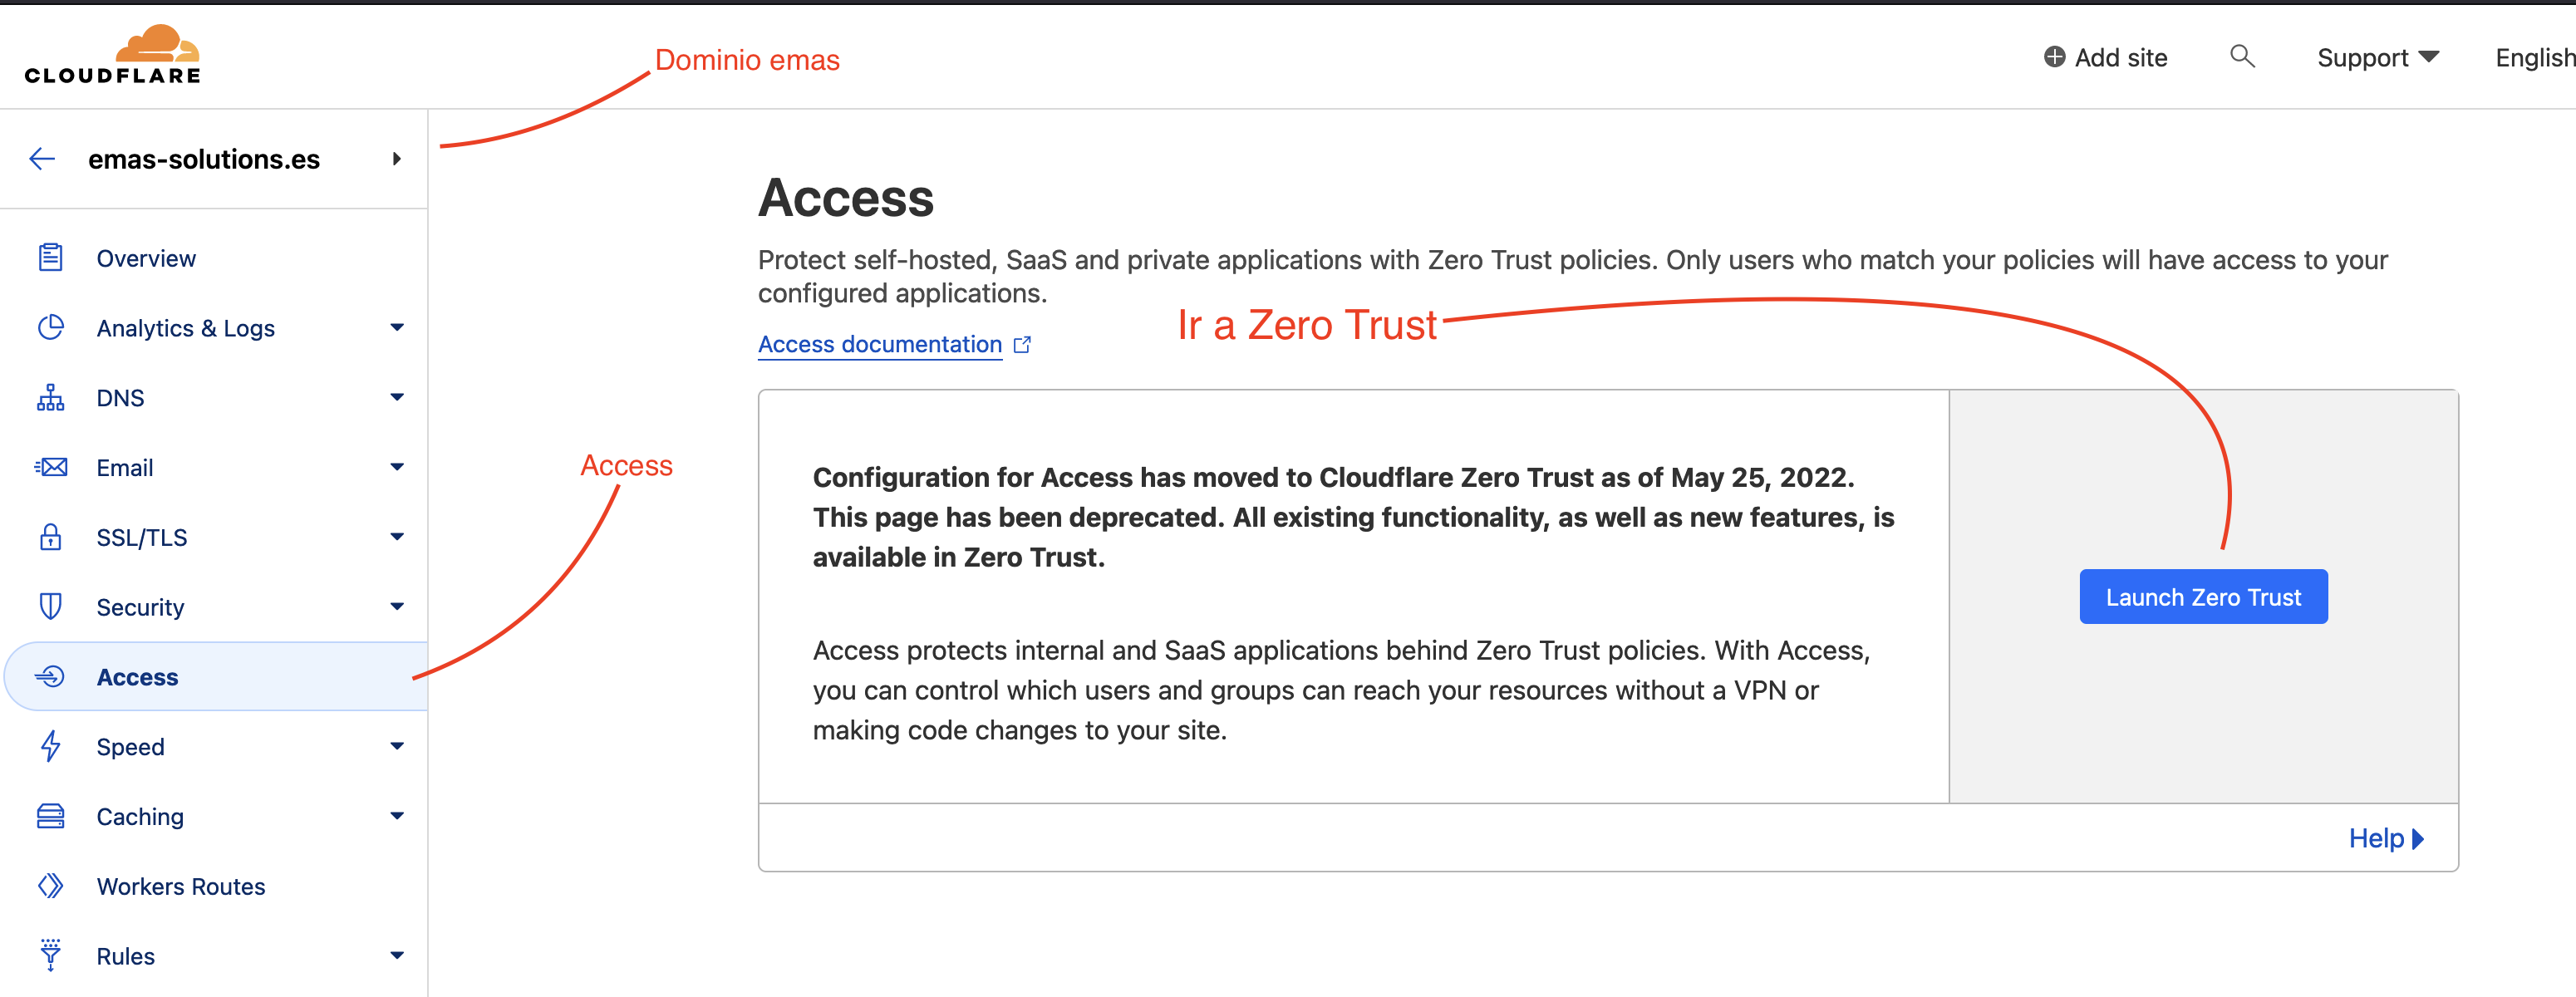 CLOUDFLARE
Dominio emas
Add site
Support
English
emas-solutions.es
Overview
Analytics & Logs
DNS
Email
SSL/TLS
Security
Access
Speed
Caching
Workers Routes
Rules
Access
Access
Protect self-hosted, SaaS and private applications with Zero Trust policies. Only users who match your policies will have access to your
configured applications.
Ir a Zero Trust
Access documentation
Configuration for Access has moved to Cloudflare Zero Trust as of May 25, 2022.
This page has been deprecated. All existing functionality, as well as new features, is
available in Zero Trust.
Access protects internal and SaaS applications behind Zero Trust policies. With Access,
you can control which users and groups can reach your resources without a VPN or
making code changes to your site.
Launch Zero Trust
Help